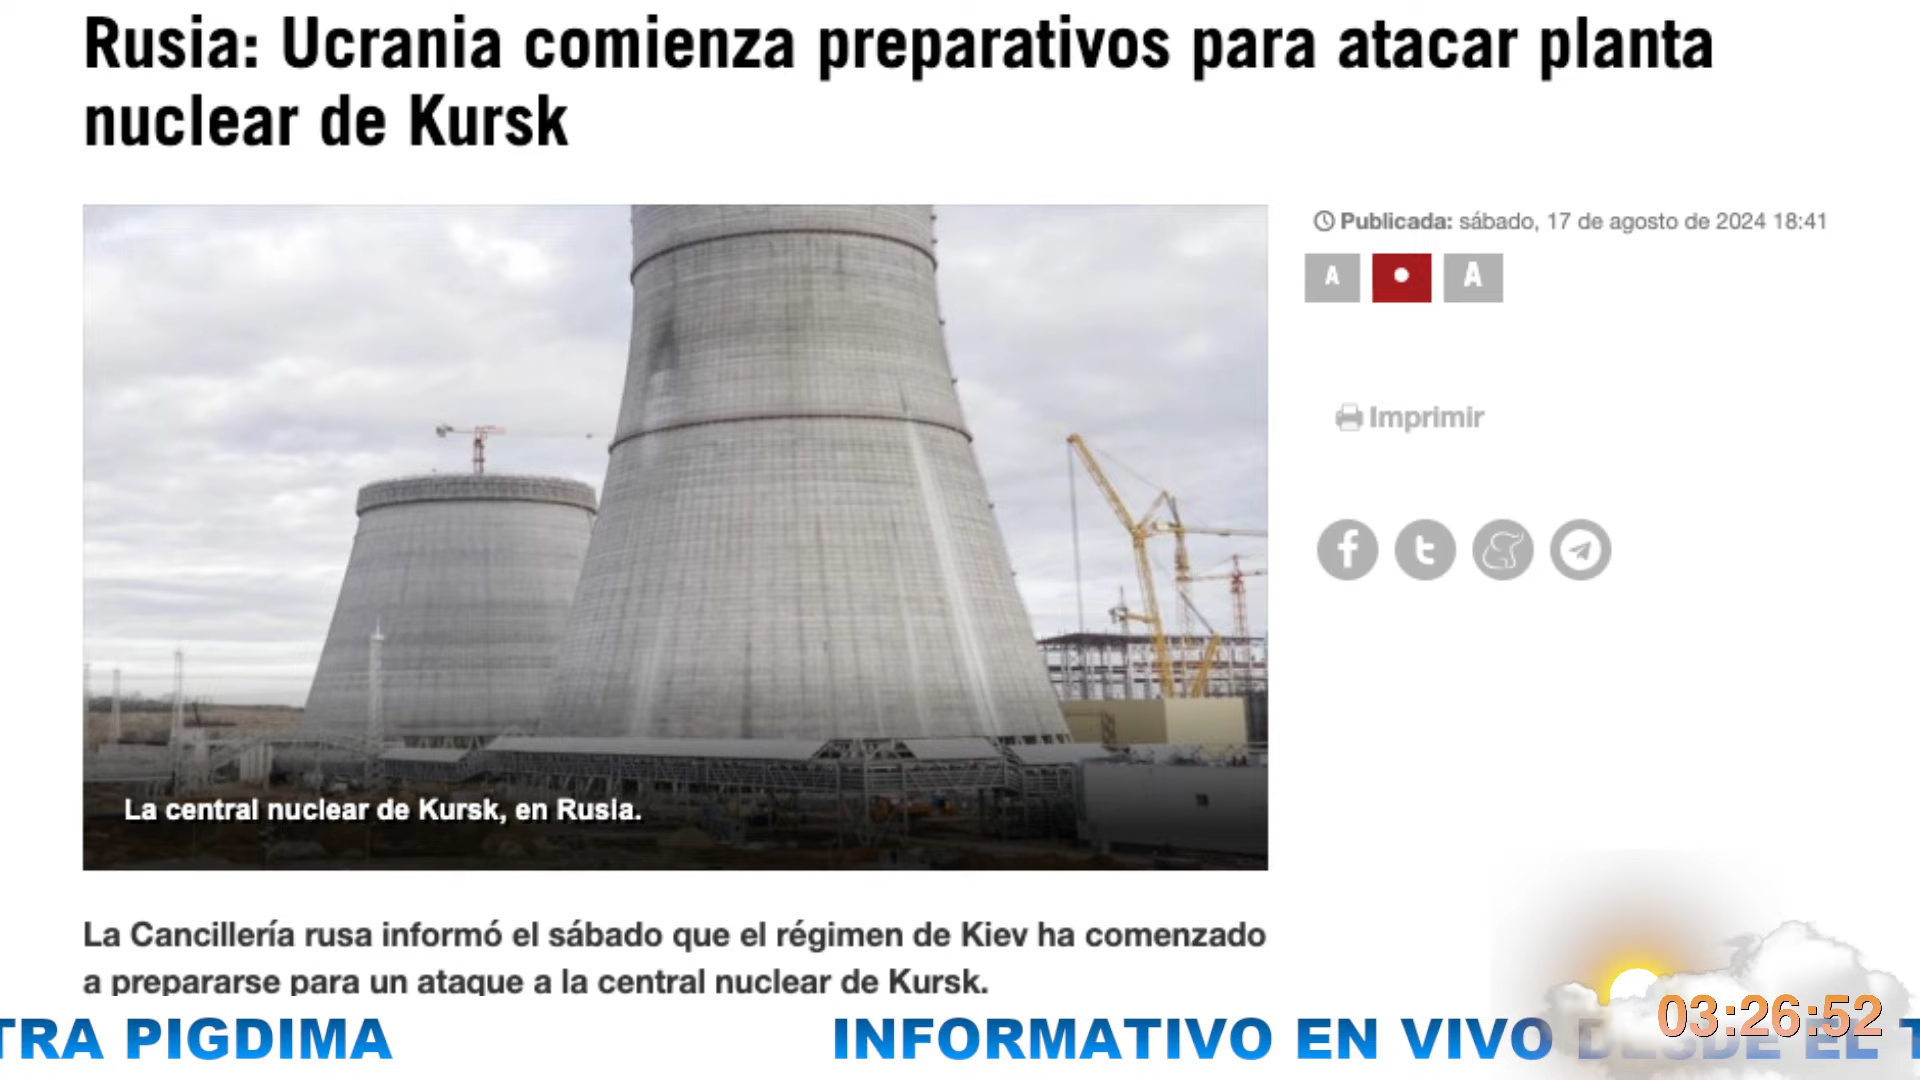 Rusia: Ucrania comienza preparativos para atacar planta
nuclear de Kursk
Publicada: sábado, 17 de agosto de 2024 18:41
A A
Imprimir
La central nuclear de Kursk, en Rusia.
La Cancillería rusa informó el sábado que el régimen de Kiev ha comenzado
a prepararse para un ataque a la central nuclear de Kursk.
TRA PIGDIMA INFORMATIVO EN VIVO DESDE EL T
03:26:52